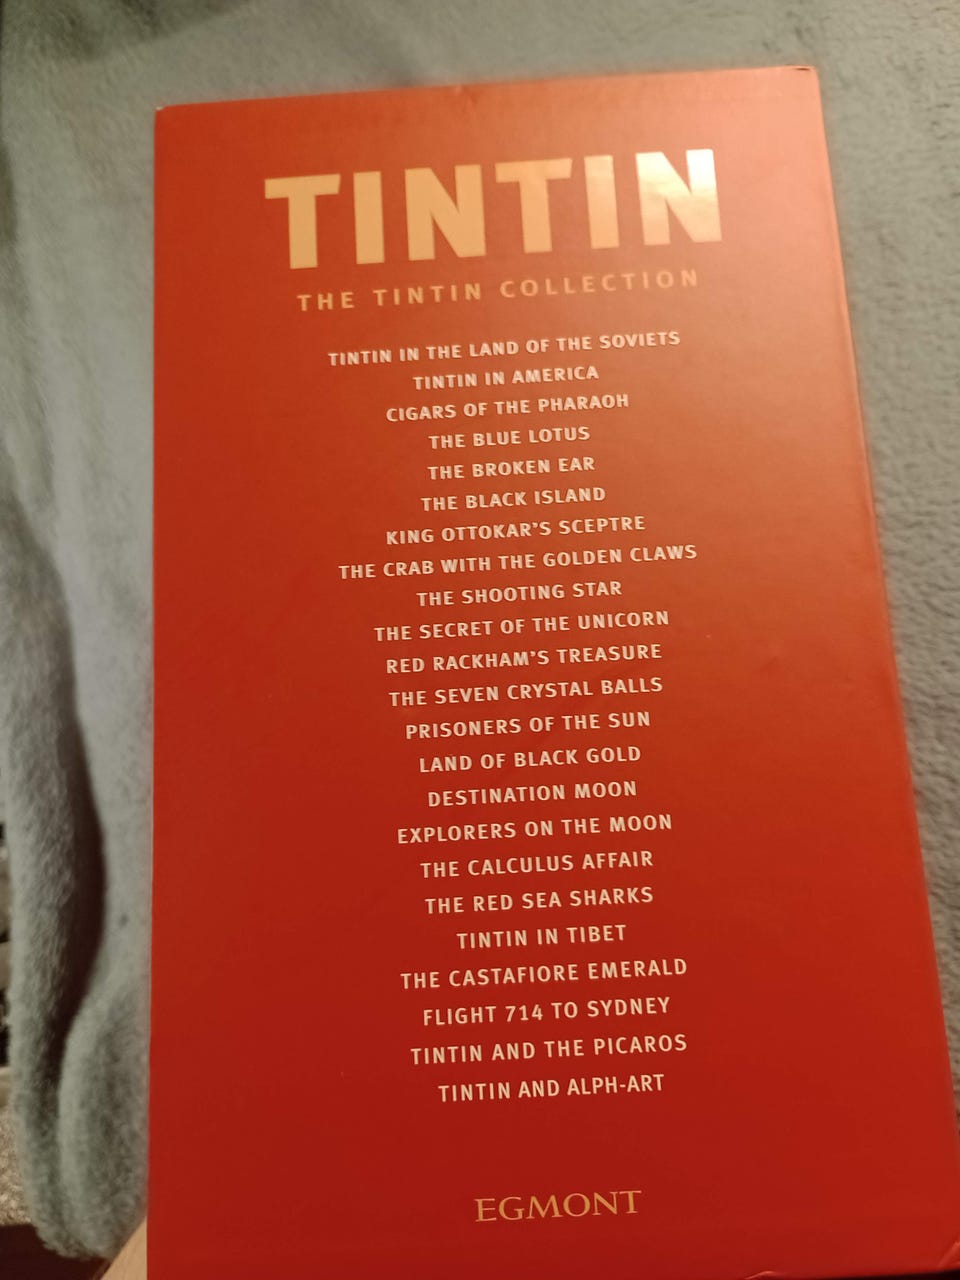 TINTIN
THE TINTIN COLLECTION
TINTIN IN THE LAND OF THE SOVIETS
TINTIN IN AMERICA
CIGARS OF THE PHARAOH
THE BLUE LOTUS
THE BROKEN EAR
THE BLACK ISLAND
KING OTTOKAR'S SCEPTRE
THE CRAB WITH THE GOLDEN CLAWS
THE SHOOTING STAR
THE SECRET OF THE UNICORN
RED RACKHAM'S TREASURE
THE SEVEN CRYSTAL BALLS
PRISONERS OF THE SUN
LAND OF BLACK GOLD
DESTINATION MOON
EXPLORERS ON THE MOON
THE CALCULUS AFFAIR
THE RED SEA SHARKS
TINTIN IN TIBET
THE CASTAFIORE EMERALD
FLIGHT 714 TO SYDNEY
TINTIN AND THE PICAROS
TINTIN AND ALPH-ART
EGMONT